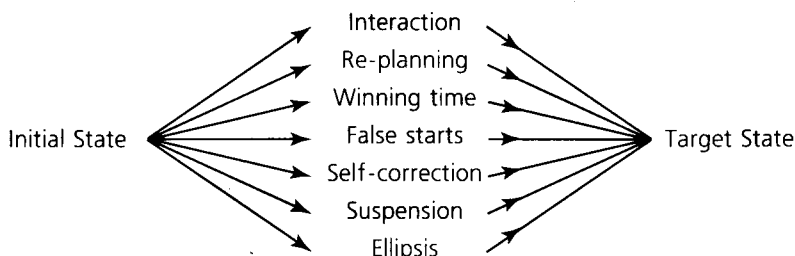 Interaction
Re-planning
Winning time
Initial State False starts Target State
Self-correction
Suspension
Ellipsis